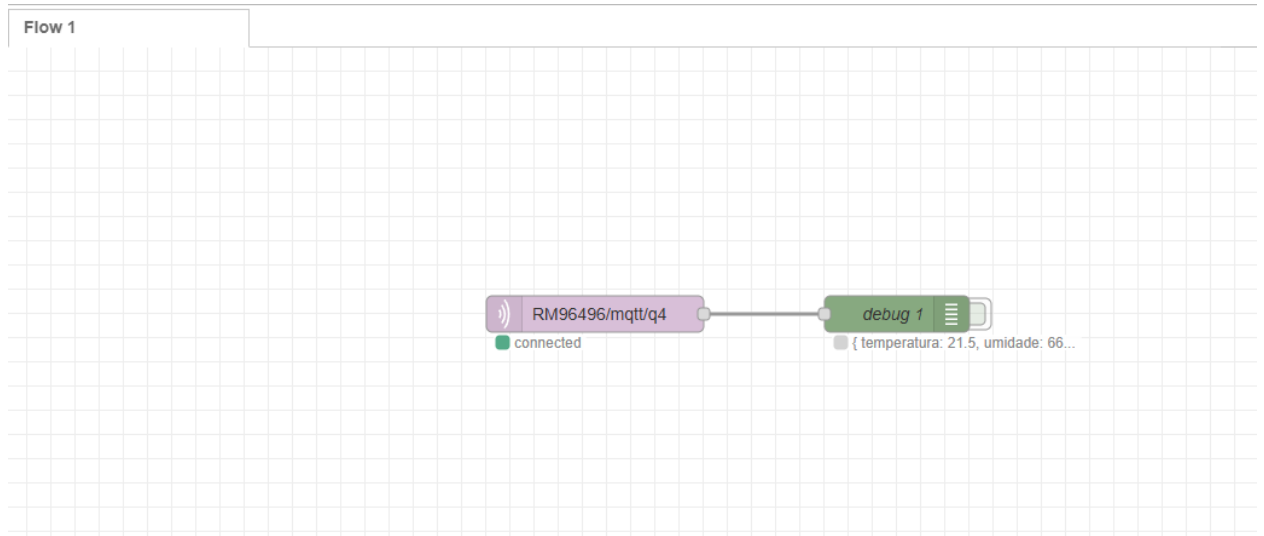 Flow 1
RM96496/mqtt/q4
debug 1
connected
{ temperatura: 21.5, umidade: 66...